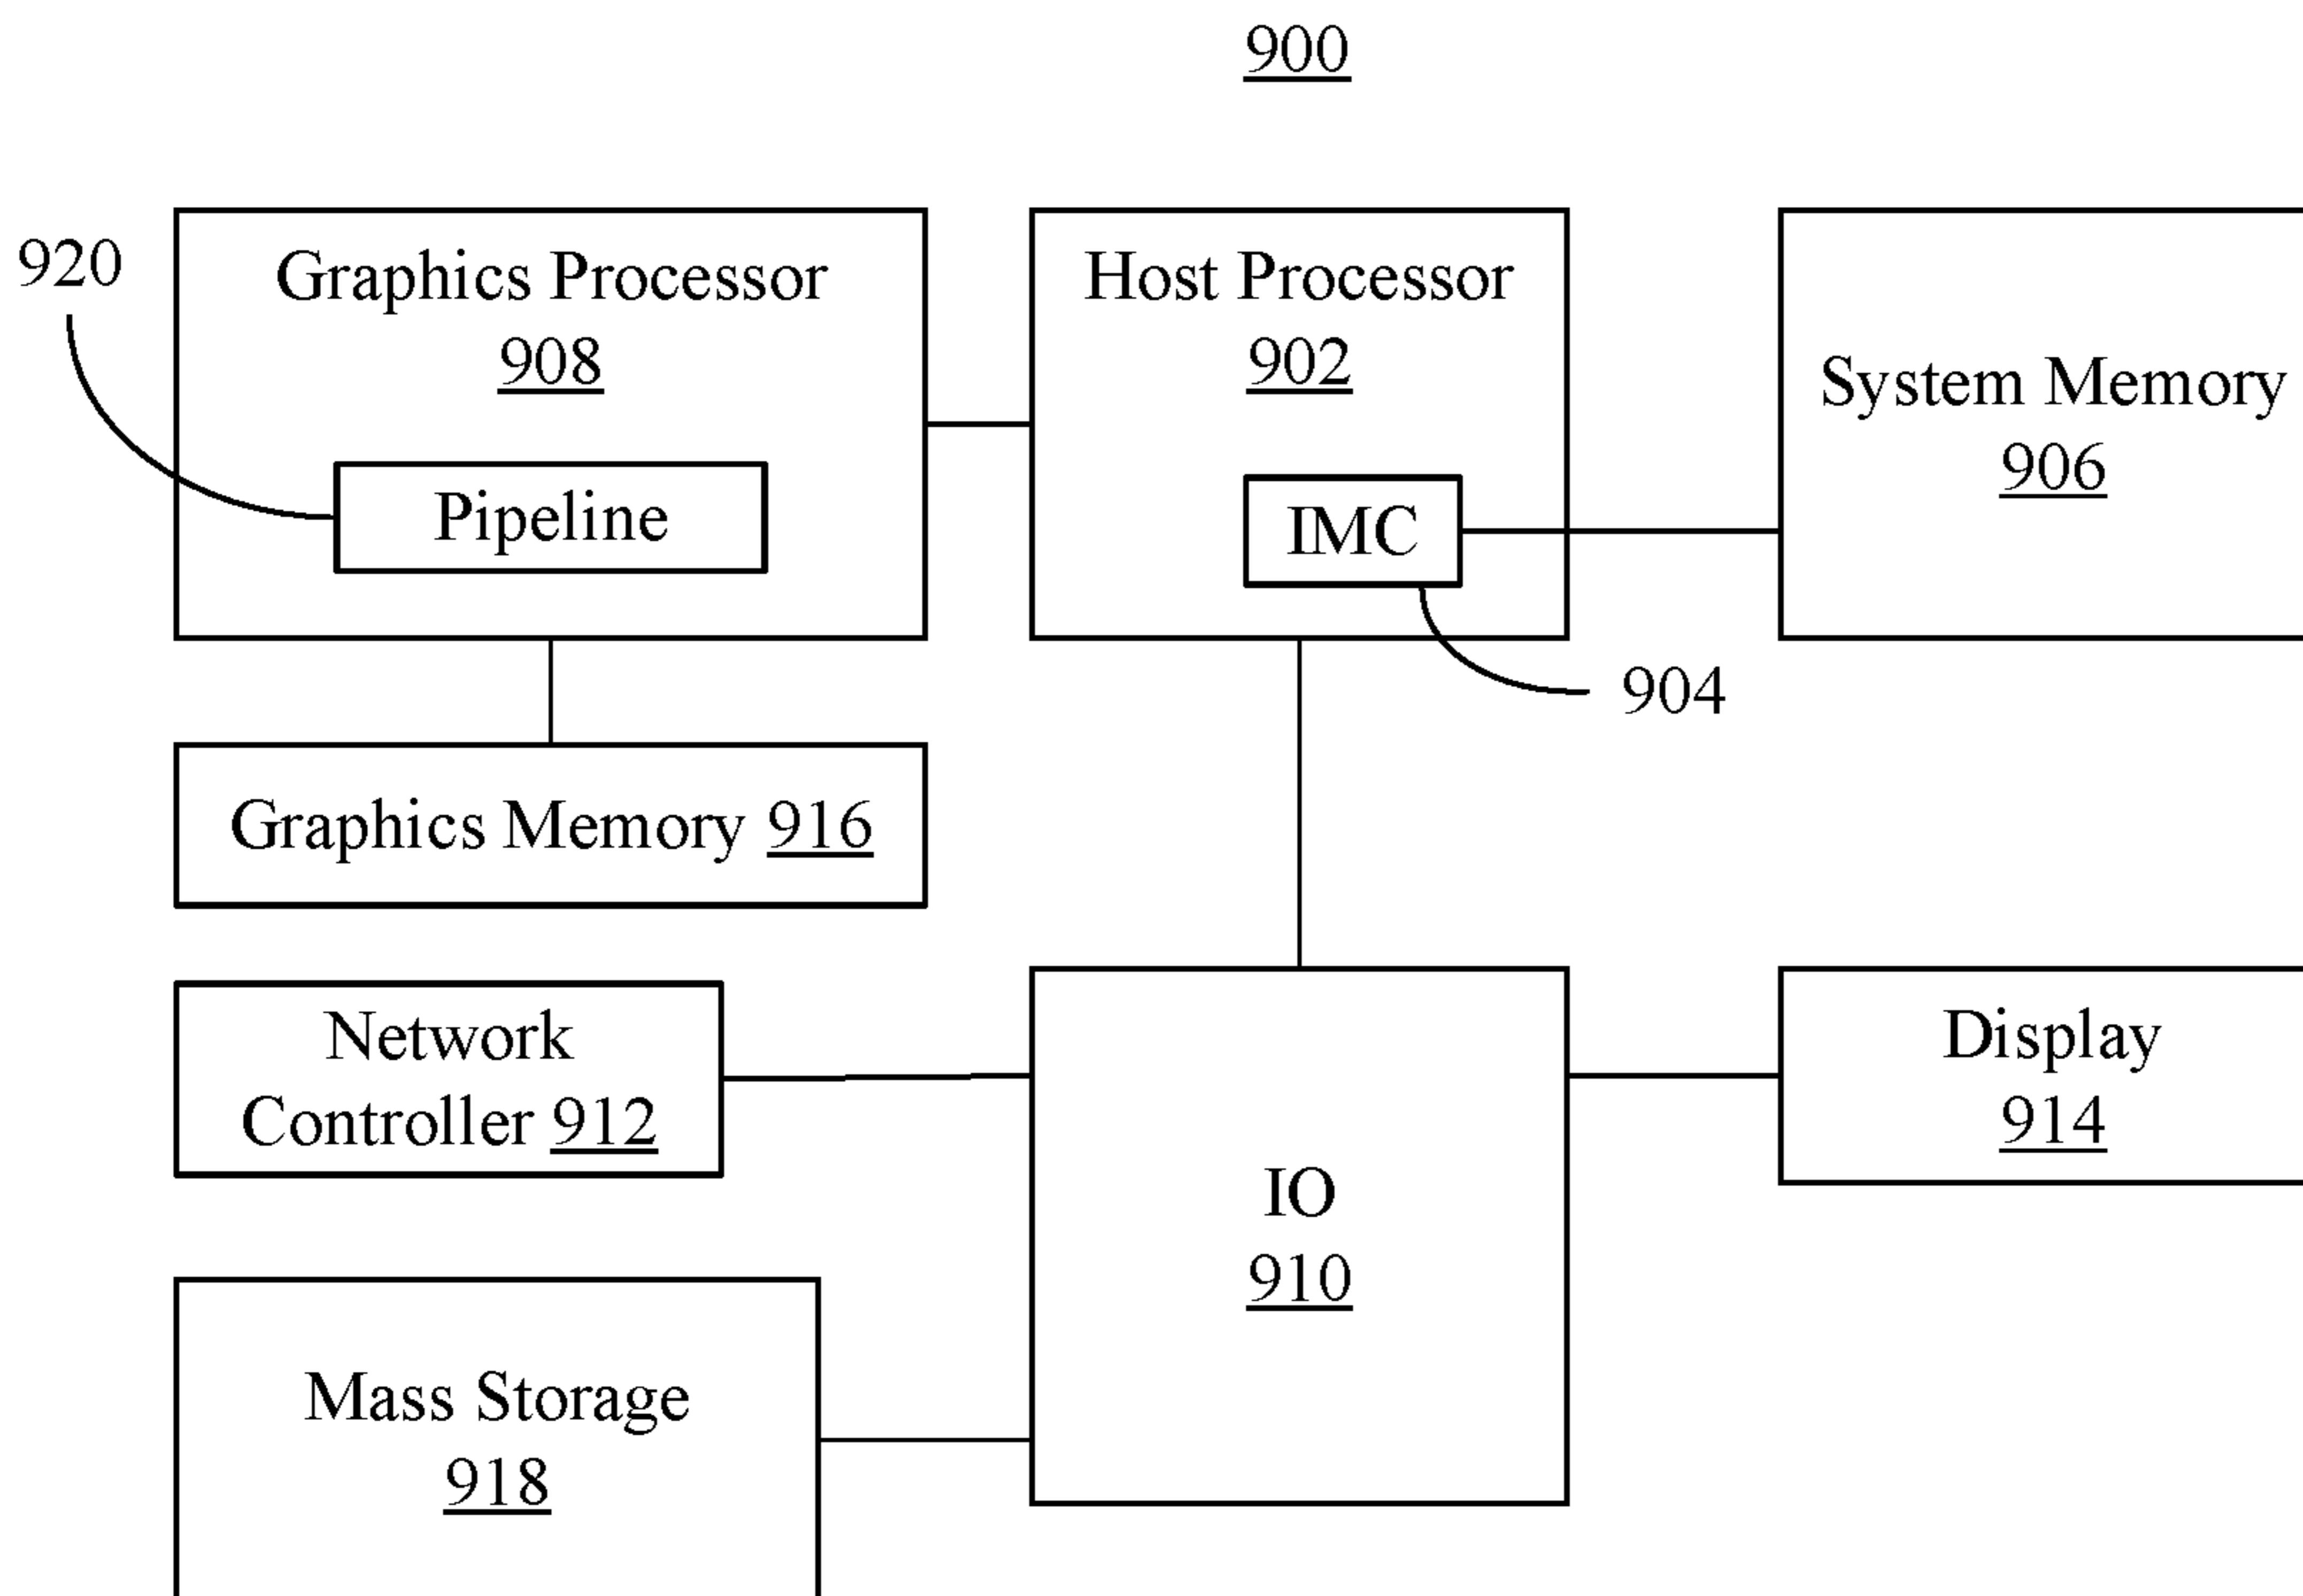 900
920
Graphics Processor
908
Pipeline
Host Processor
902
IMC
904
System Memory
906
Graphics Memory 916
Network
Controller 912
IO
910
Display
914
Mass Storage
918